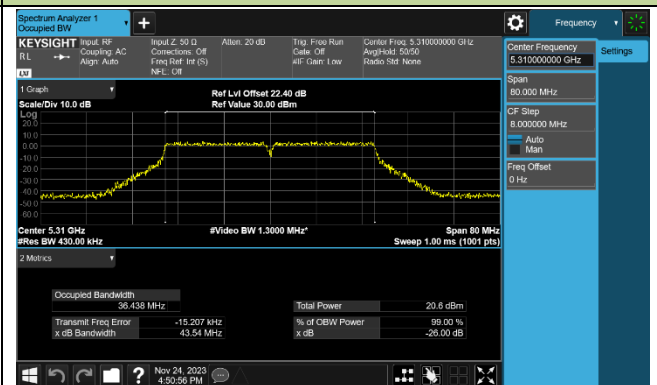 Spectrum Analyzer 1
Occupied BW
Frequency
KEYSIGHT
RL
LXI
Input: RF
Coupling: AC
Align: Auto
Input Z: 50 Ω
Corrections: Off
Freq Ref: Int (S)
NFE: Off
Atten: 20 dB
Trig: Free Run
Gate: Off
#IF Gain: Low
Center Freq: 5.310000000 GHz
Avg|Hold: 50/50
Radio Std: None
Center Frequency
5.310000000 GHz
Settings
Span
80.000 MHz
CF Step
8.000000 MHz
Auto
Man
Freq Offset
0 Hz
1 Graph
Scale/Div 10.0 dB
Ref Lvl Offset 22.40 dB
Ref Value 30.00 dBm
Log
20.0
10.0
0.00
-10.0
-20.0
-30.0
-40.0
-50.0
-60.0
Center 5.31 GHz
#Res BW 430.00 kHz
#Video BW 1.3000 MHz*
Span 80 MHz
Sweep 1.00 ms (1001 pts)
2 Metrics
Occupied Bandwidth
36.438 MHz
Total Power 20.6 dBm
Transmit Freq Error -15.207 kHz
% of OBW Power 99.00 %
x dB Bandwidth 43.54 MHz
x dB -26.00 dB
Nov 24, 2023
4:50:56 PM